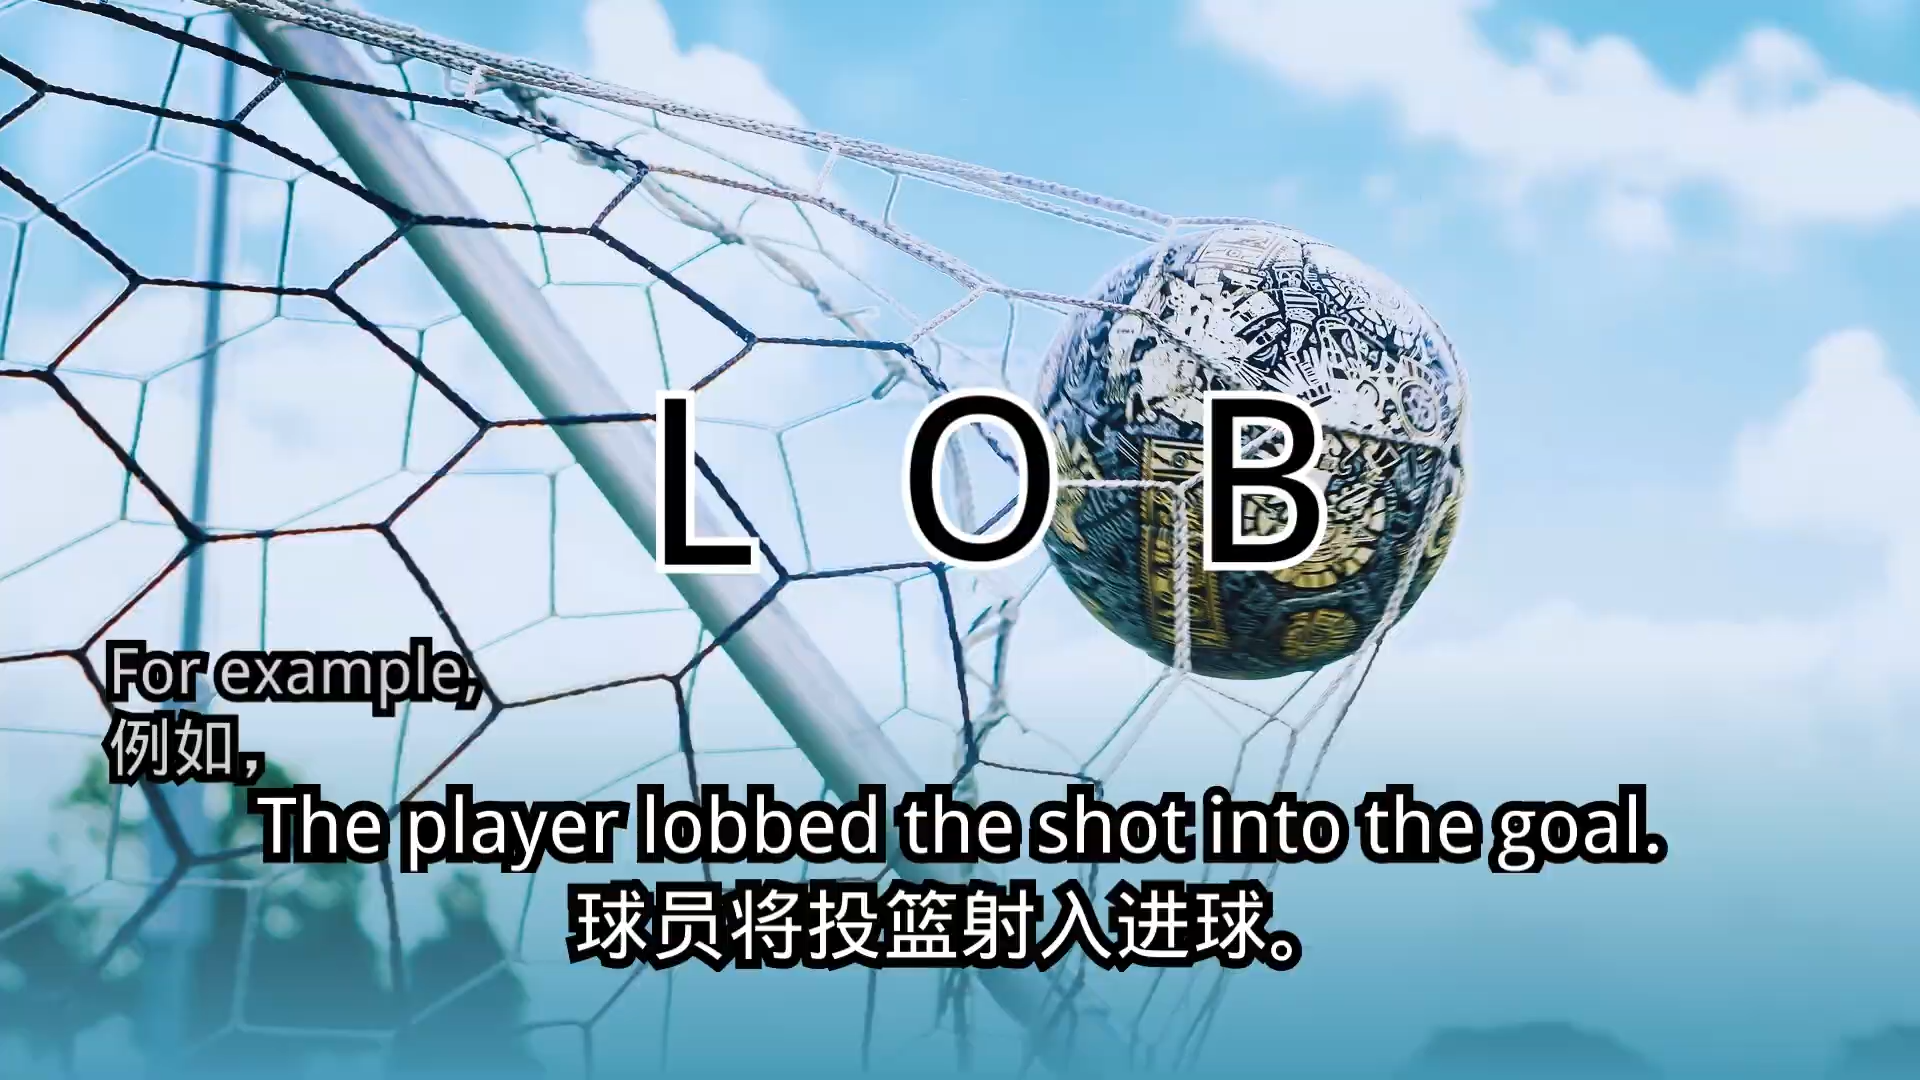 L O B
For example,
例如，
The player lobbed the shot into the goal.
球员将投篮射入进球。